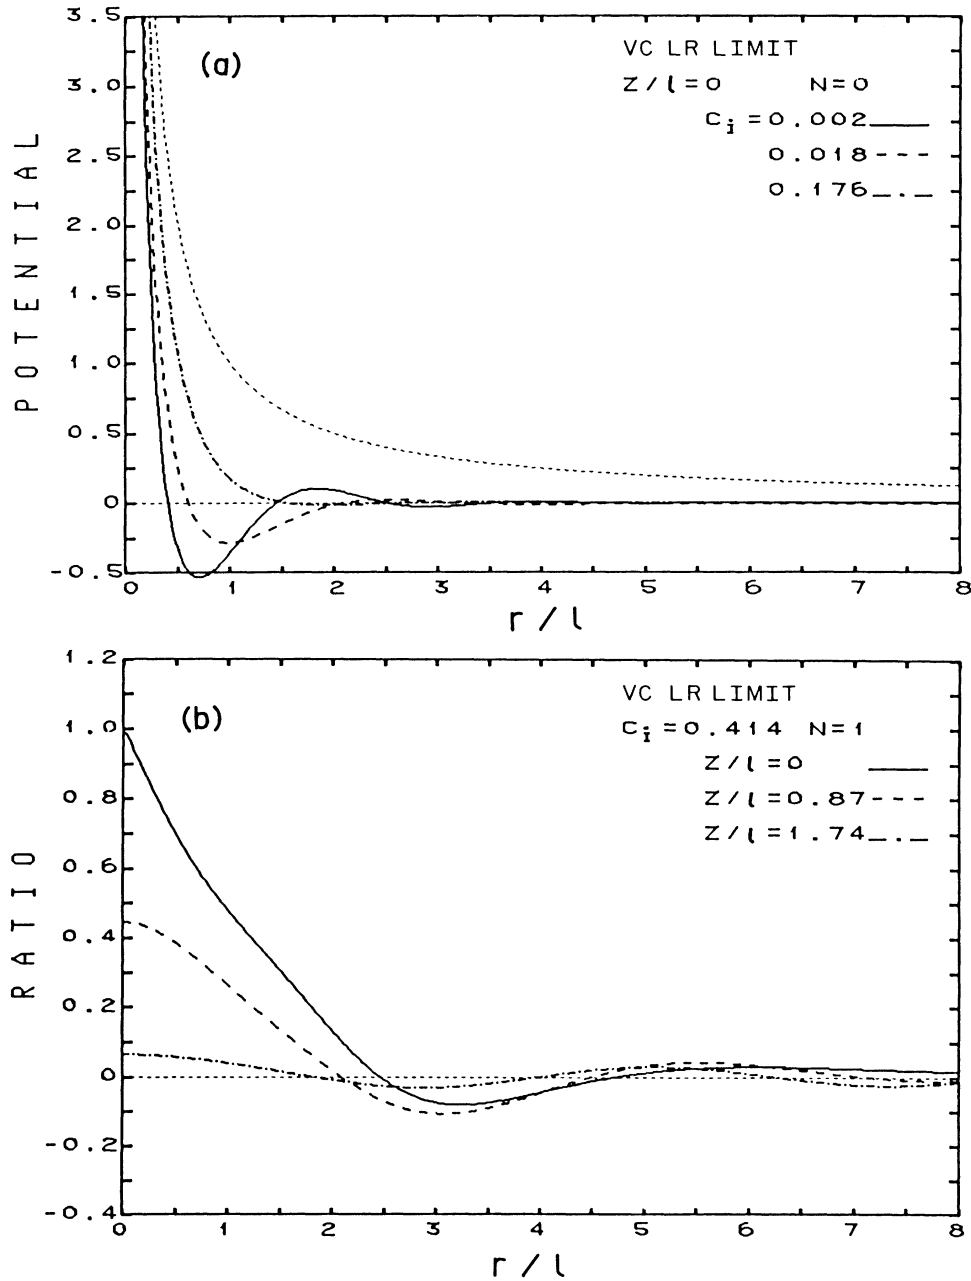 (a)
VC LR LIMIT
Z/l=0 N=0
Ci=0.002
0.018
0.176
POTENTIAL
3.5
3.0
2.5
2.0
1.5
1.0
0.5
0
-0.5
0 1 2 3 4 5 6 7 8
r/l
(b)
VC LR LIMIT
Ci=0.414 N=1
Z/l=0
Z/l=0.87
Z/l=1.74
RATIO
1.2
1.0
0.8
0.6
0.4
0.2
0
-0.2
-0.4
0 1 2 3 4 5 6 7 8
r/l